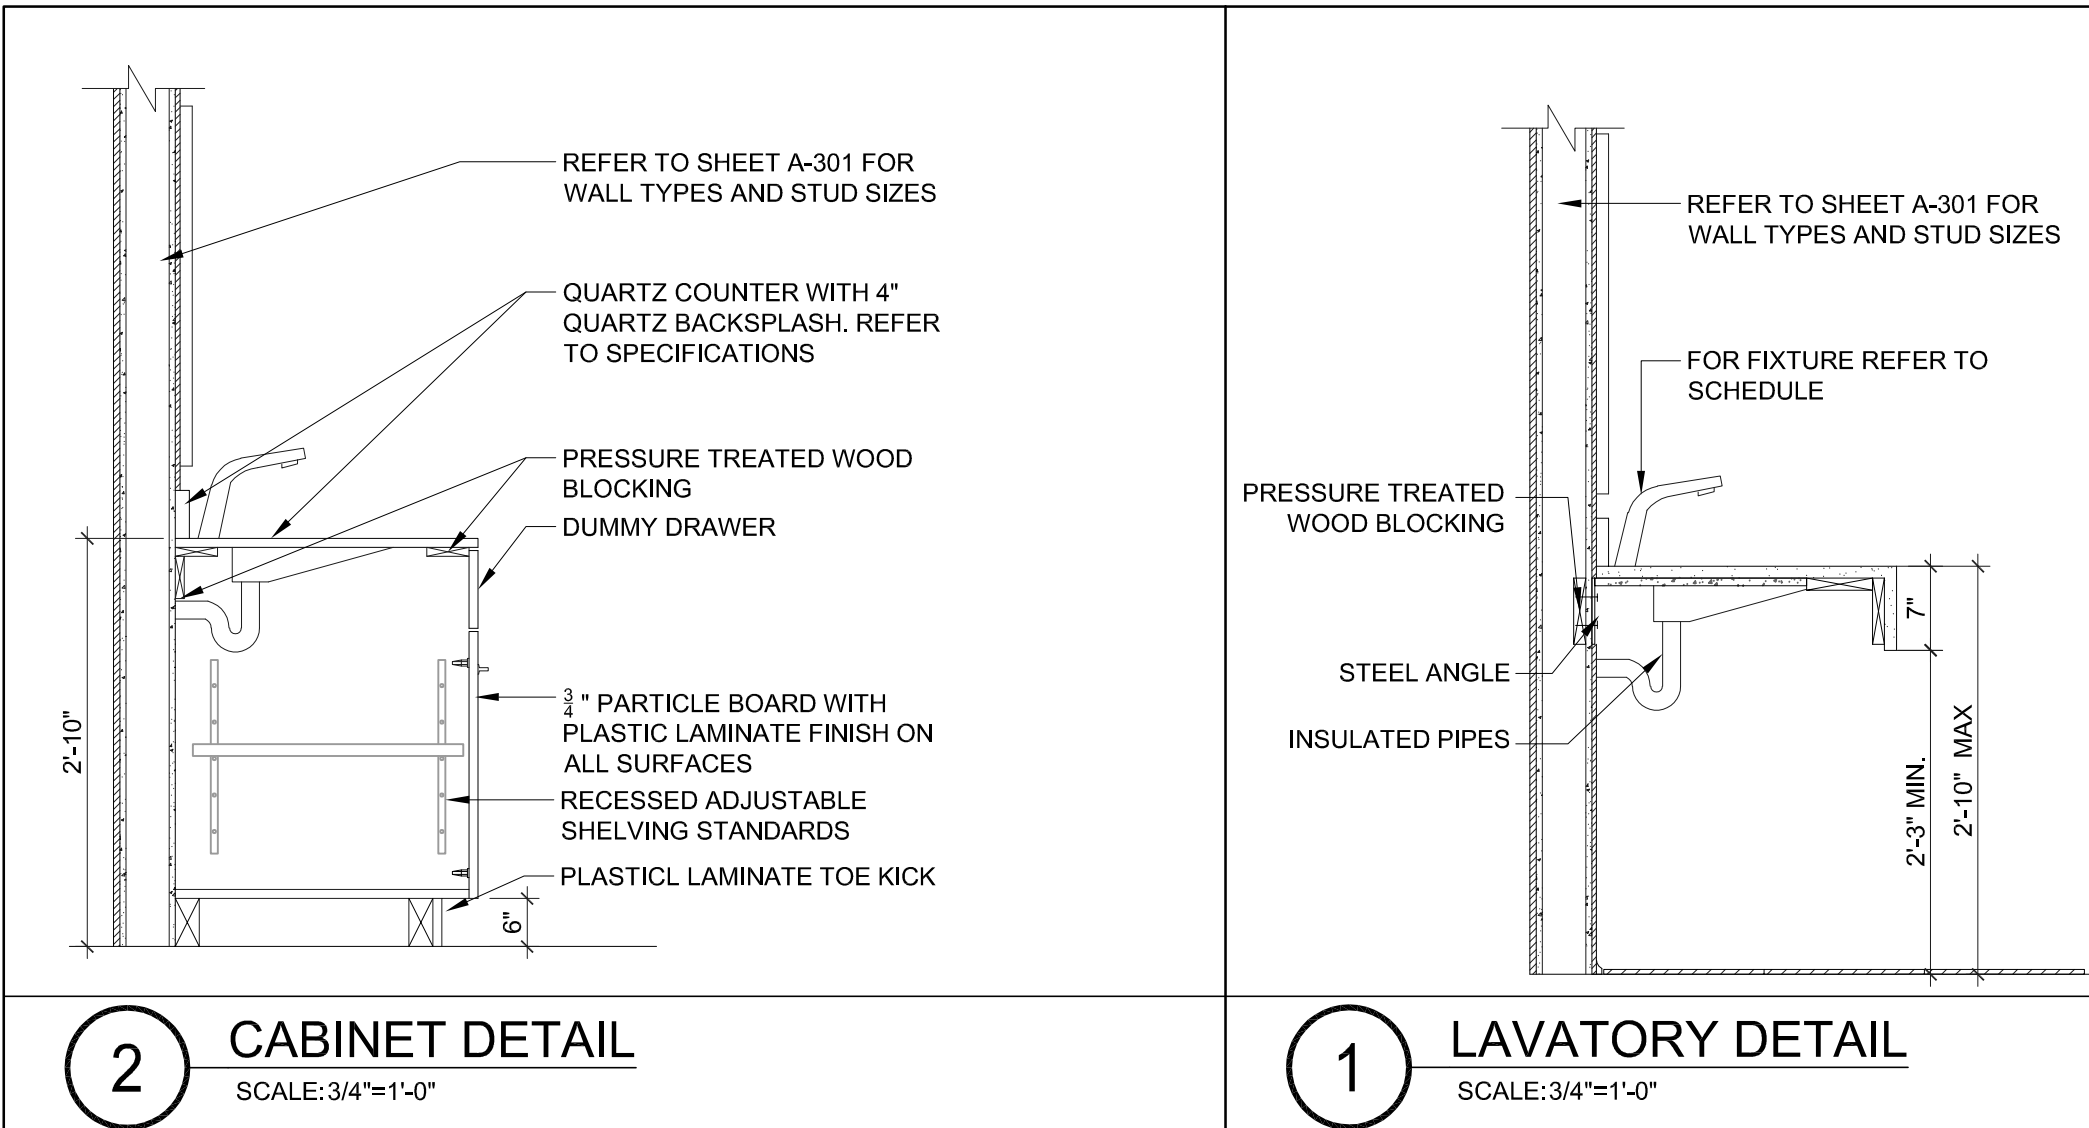 REFER TO SHEET A-301 FOR
WALL TYPES AND STUD SIZES
QUARTZ COUNTER WITH 4"
QUARTZ BACKSPLASH. REFER
TO SPECIFICATIONS
PRESSURE TREATED WOOD
BLOCKING
DUMMY DRAWER
3/4 " PARTICLE BOARD WITH
PLASTIC LAMINATE FINISH ON
ALL SURFACES
RECESSED ADJUSTABLE
SHELVING STANDARDS
PLASTICL LAMINATE TOE KICK
2'-10"
6"
2
CABINET DETAIL
SCALE:3/4"=1'-0"
REFER TO SHEET A-301 FOR
WALL TYPES AND STUD SIZES
FOR FIXTURE REFER TO
SCHEDULE
PRESSURE TREATED
WOOD BLOCKING
STEEL ANGLE
INSULATED PIPES
7"
2'-3" MIN.
2'-10" MAX
1
LAVATORY DETAIL
SCALE:3/4"=1'-0"